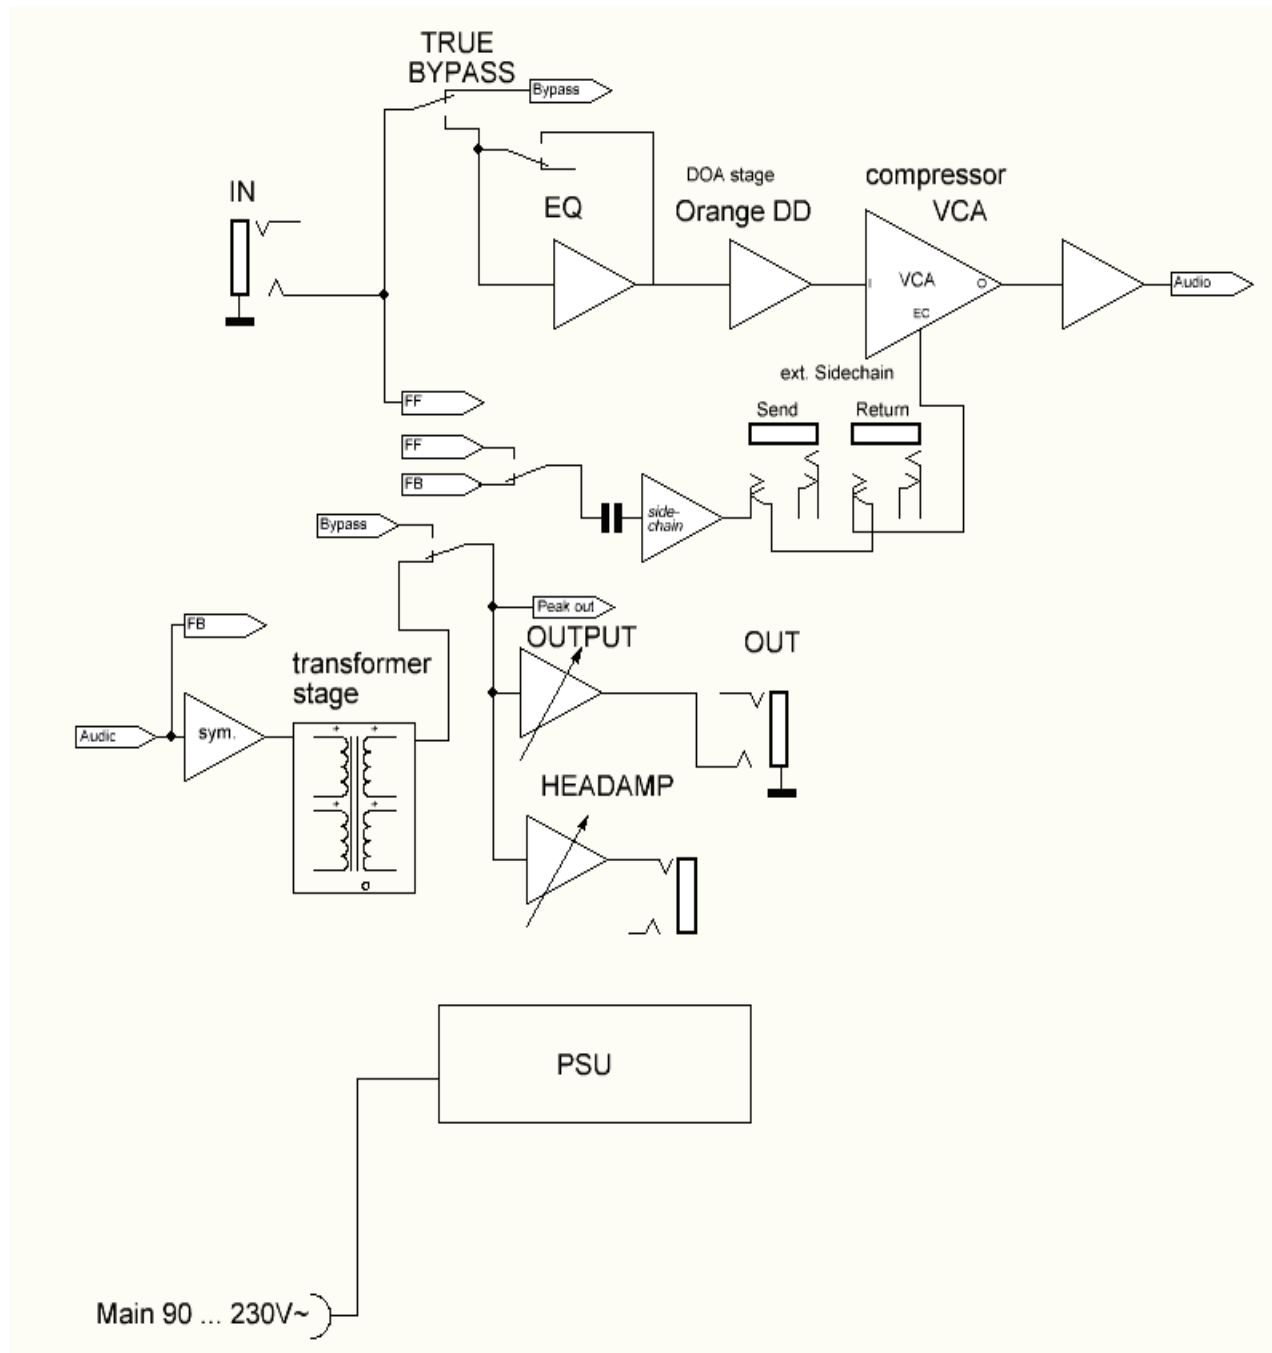 TRUE
BYPASS
Bypass
IN
EQ
DOA stage
Orange DD
compressor
VCA
VCA
I
O
EC
Audio
ext. Sidechain
Send
Return
FF
FF
FB
side-
chain
Bypass
Peak out
FB
OUTPUT
OUT
transformer
stage
Audio
sym.
+ +
+ +
HEADAMP
PSU
Main 90 ... 230V~